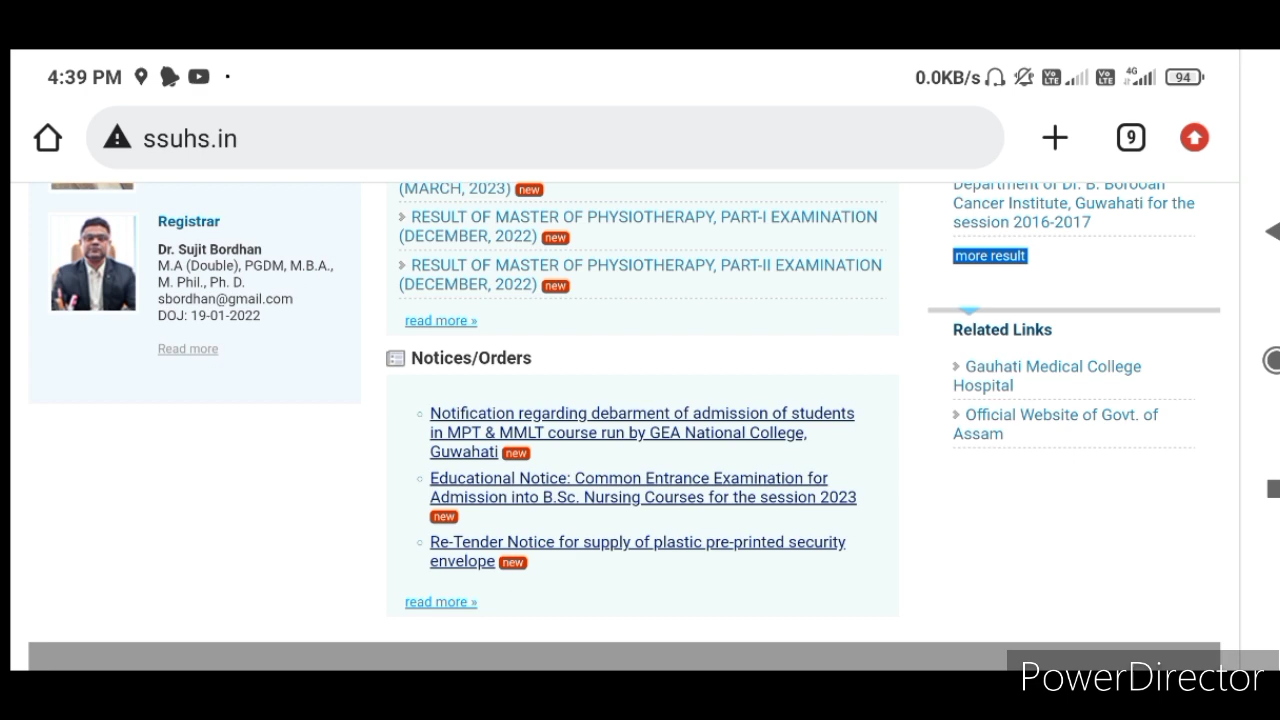 4:39 PM
0.0KB/s
Vo LTE
Vo LTE
4G
94
ssuhs.in
9
Registrar
Dr. Sujit Bordhan
M.A (Double), PGDM, M.B.A.,
M. Phil., Ph. D.
sbordhan@gmail.com
DOJ: 19-01-2022
Read more
(MARCH, 2023) new
RESULT OF MASTER OF PHYSIOTHERAPY, PART-I EXAMINATION
(DECEMBER, 2022) new
RESULT OF MASTER OF PHYSIOTHERAPY, PART-II EXAMINATION
(DECEMBER, 2022) new
read more »
Notices/Orders
Notification regarding debarment of admission of students
in MPT & MMLT course run by GEA National College,
Guwahati new
Educational Notice: Common Entrance Examination for
Admission into B.Sc. Nursing Courses for the session 2023
new
Re-Tender Notice for supply of plastic pre-printed security
envelope new
read more »
Department of Dr. B. Borooah
Cancer Institute, Guwahati for the
session 2016-2017
more result
Related Links
Gauhati Medical College
Hospital
Official Website of Govt. of
Assam
PowerDirector